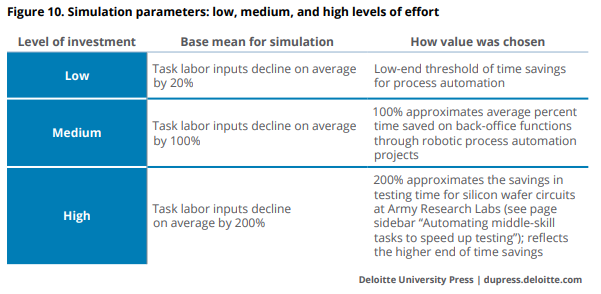 Figure 10. Simulation parameters: low, medium, and high levels of effort
Level of investment
Base mean for simulation
How value was chosen
Low
Task labor inputs decline on average
by 20%
Low-end threshold of time savings
for process automation
Medium
Task labor inputs decline on average
by 100%
100% approximates average percent
time saved on back-office functions
through robotic process automation
projects
High
Task labor inputs decline
on average by 200%
200% approximates the savings in
testing time for silicon wafer circuits
at Army Research Labs (see page
sidebar “Automating middle-skill
tasks to speed up testing”); reflects
the higher end of time savings
Deloitte University Press | dupress.deloitte.com